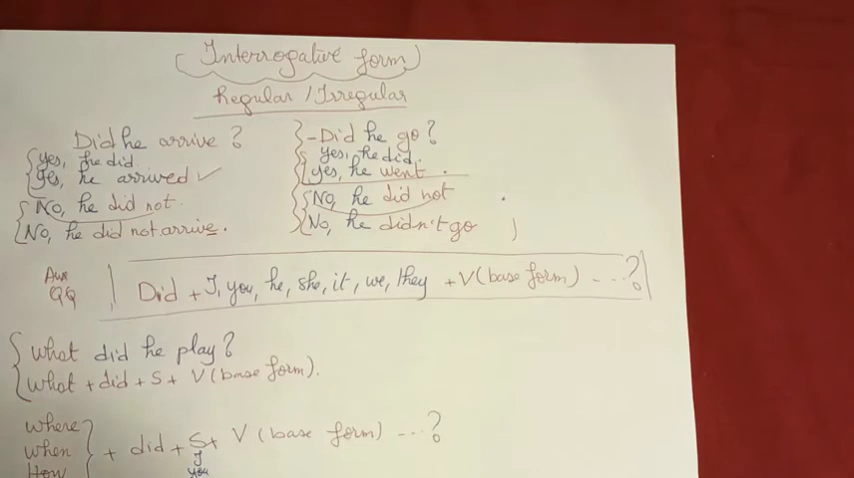 Interrogative form
Regular / Irregular
Did he arrive ?
yes, he did
yes, he arrived ✓
No, he did not.
No, he did not arrive.
- Did he go ?
yes, he did.
yes, he went .
No, he did not
No, he didn't go
Aux
QQ
Did + I, you, he, she, it, we, they + V (base form) ... ?
what did he play ?
what + did + S + V (base form).
where
when
How
+ did + S + V (base form) ... ?
I
you